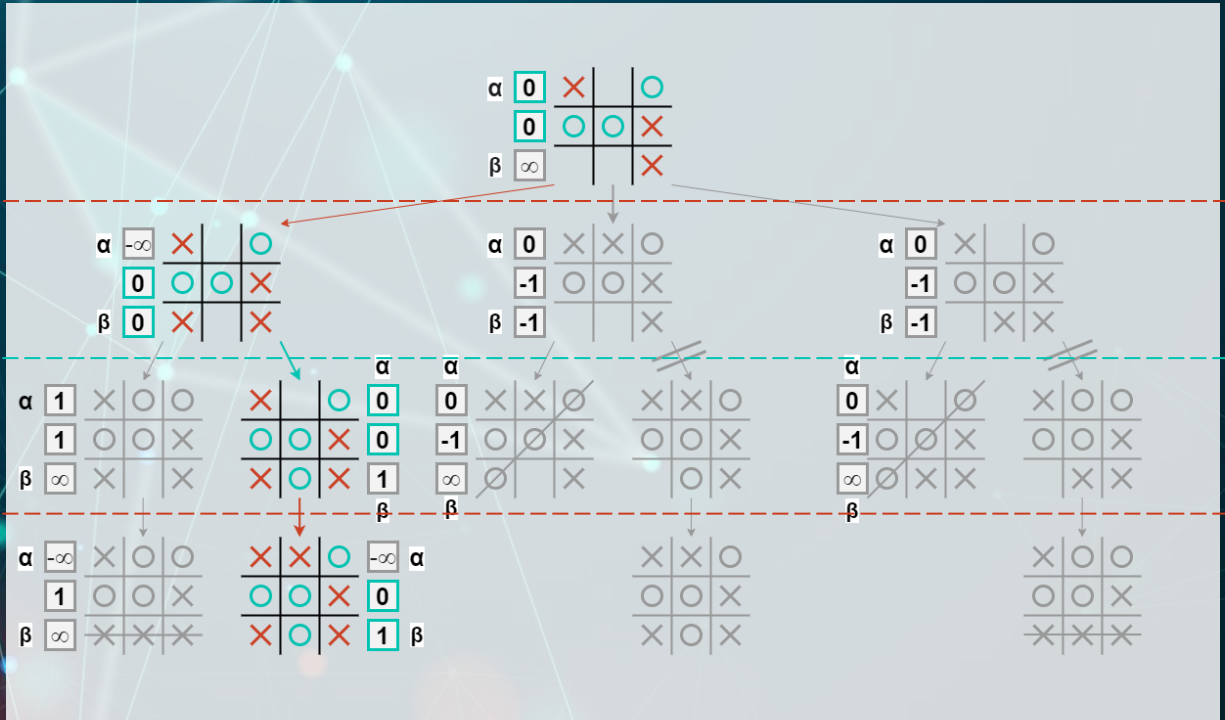 α 0 X O
0 O O X
β ∞ X
α -∞ X O
0 O O X
β 0 X X
α 0 X X O
-1 O O X
β -1 X
α 0 X O
-1 O O X
β -1 X X
α 1 X O O
1 O O X
β ∞ X X
α
X O 0
O O X 0
X O X 1
β
α
0 X X O
-1 O O X
∞ O X
β
X X O
O O X
O X
α
0 X O
-1 O O X
∞ O X X
β
X O O
O O X
X X
α -∞ X O O
1 O O X
β ∞ X X X
X X O -∞ α
O O X 0
X O X 1 β
X X O
O O X
X O X
X O O
O O X
X X X